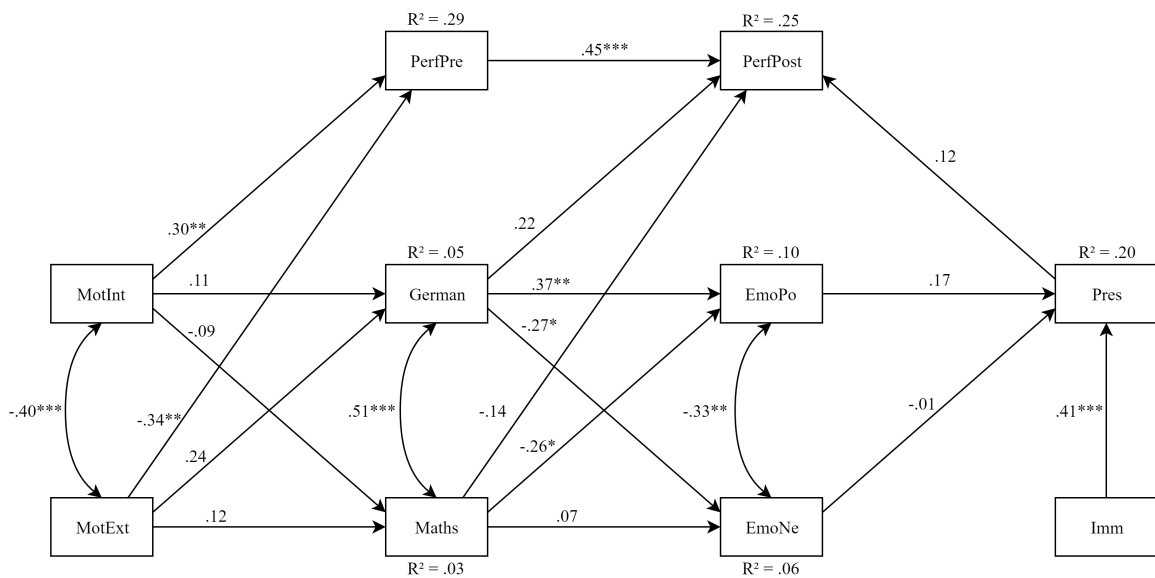 R² = .29
R² = .25
PerfPre
.45***
PerfPost
.12
.30**
.22
R² = .05
R² = .10
R² = .20
MotInt
.11
German
.37**
EmoPo
.17
Pres
-.09
-.27*
-.40***
-.34**
.51***
-.14
-.33**
-.01
.41***
.24
-.26*
MotExt
.12
Maths
.07
EmoNe
Imm
R² = .03
R² = .06